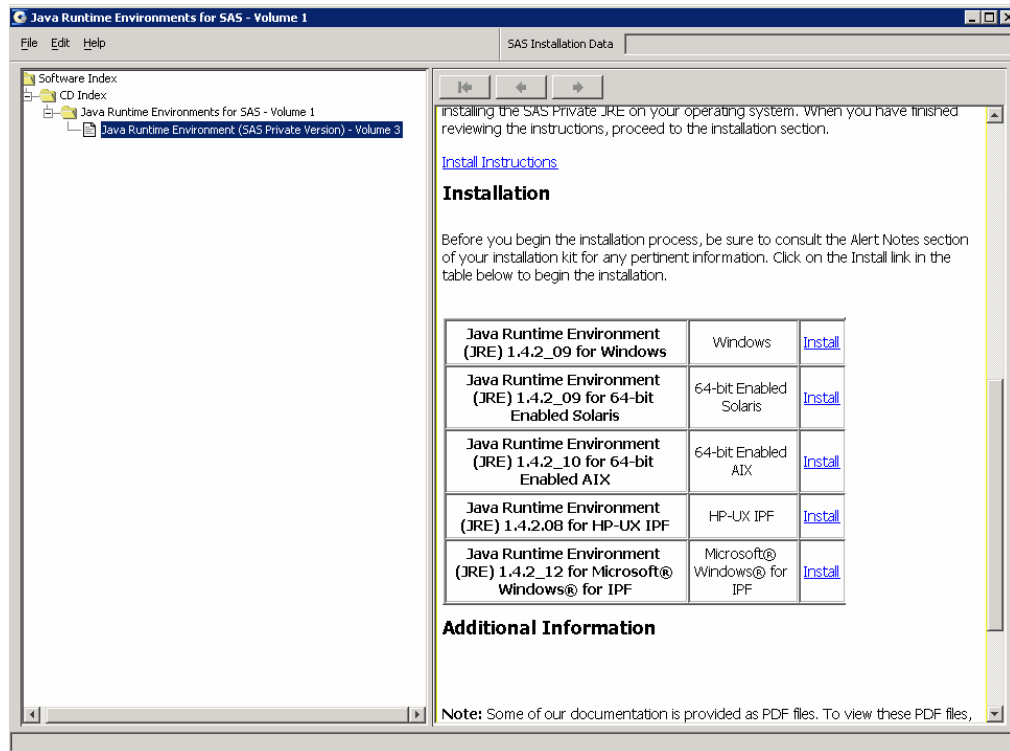 Java Runtime Environments for SAS - Volume 1
File Edit Help
SAS Installation Data
Software Index
CD Index
Java Runtime Environments for SAS - Volume 1
Java Runtime Environment (SAS Private Version) - Volume 3
installing the SAS Private JRE on your operating system. When you have finished
reviewing the instructions, proceed to the installation section.
Install Instructions
Installation
Before you begin the installation process, be sure to consult the Alert Notes section
of your installation kit for any pertinent information. Click on the Install link in the
table below to begin the installation.
Java Runtime Environment
(JRE) 1.4.2_09 for Windows
Windows
Install
Java Runtime Environment
(JRE) 1.4.2_09 for 64-bit
Enabled Solaris
64-bit Enabled
Solaris
Install
Java Runtime Environment
(JRE) 1.4.2_10 for 64-bit
Enabled AIX
64-bit Enabled
AIX
Install
Java Runtime Environment
(JRE) 1.4.2.08 for HP-UX IPF
HP-UX IPF
Install
Java Runtime Environment
(JRE) 1.4.2_12 for Microsoft®
Windows® for IPF
Microsoft®
Windows® for
IPF
Install
Additional Information
Note: Some of our documentation is provided as PDF files. To view these PDF files,